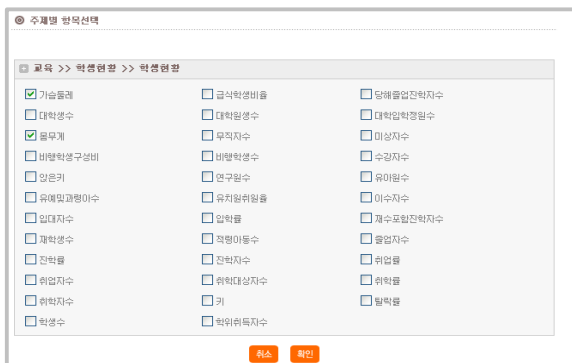 주제별 항목선택
교육 >> 학생현황 >> 학생현황
가슴둘레 급식학생비율 당해졸업진학자수
대학생수 대학원생수 대학입학정원수
몸무게 무직자수 미상자수
비행학생구성비 비행학생수 수강자수
앉은키 연구원수 유아원수
유예및과령아수 유치원취원율 이수자수
입대자수 입학률 재수포함진학자수
재학생수 적령아동수 졸업자수
진학률 진학자수 취업률
취업자수 취학대상자수 취학률
취학자수 키 탈락률
학생수 학위취득자수
취소 확인